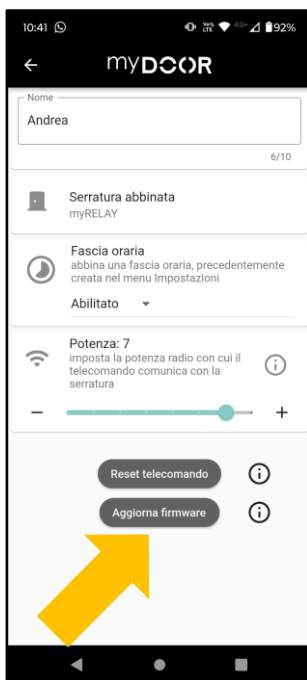 10:41 VoLTE 4G+ 92%
myDOOR
Nome
Andrea
6/10
Serratura abbinata
myRELAY
Fascia oraria
abbina una fascia oraria, precedentemente
creata nel menu Impostazioni
Abilitato
Potenza: 7
imposta la potenza radio con cui il
telecomando comunica con la
serratura
Reset telecomando
Aggiorna firmware